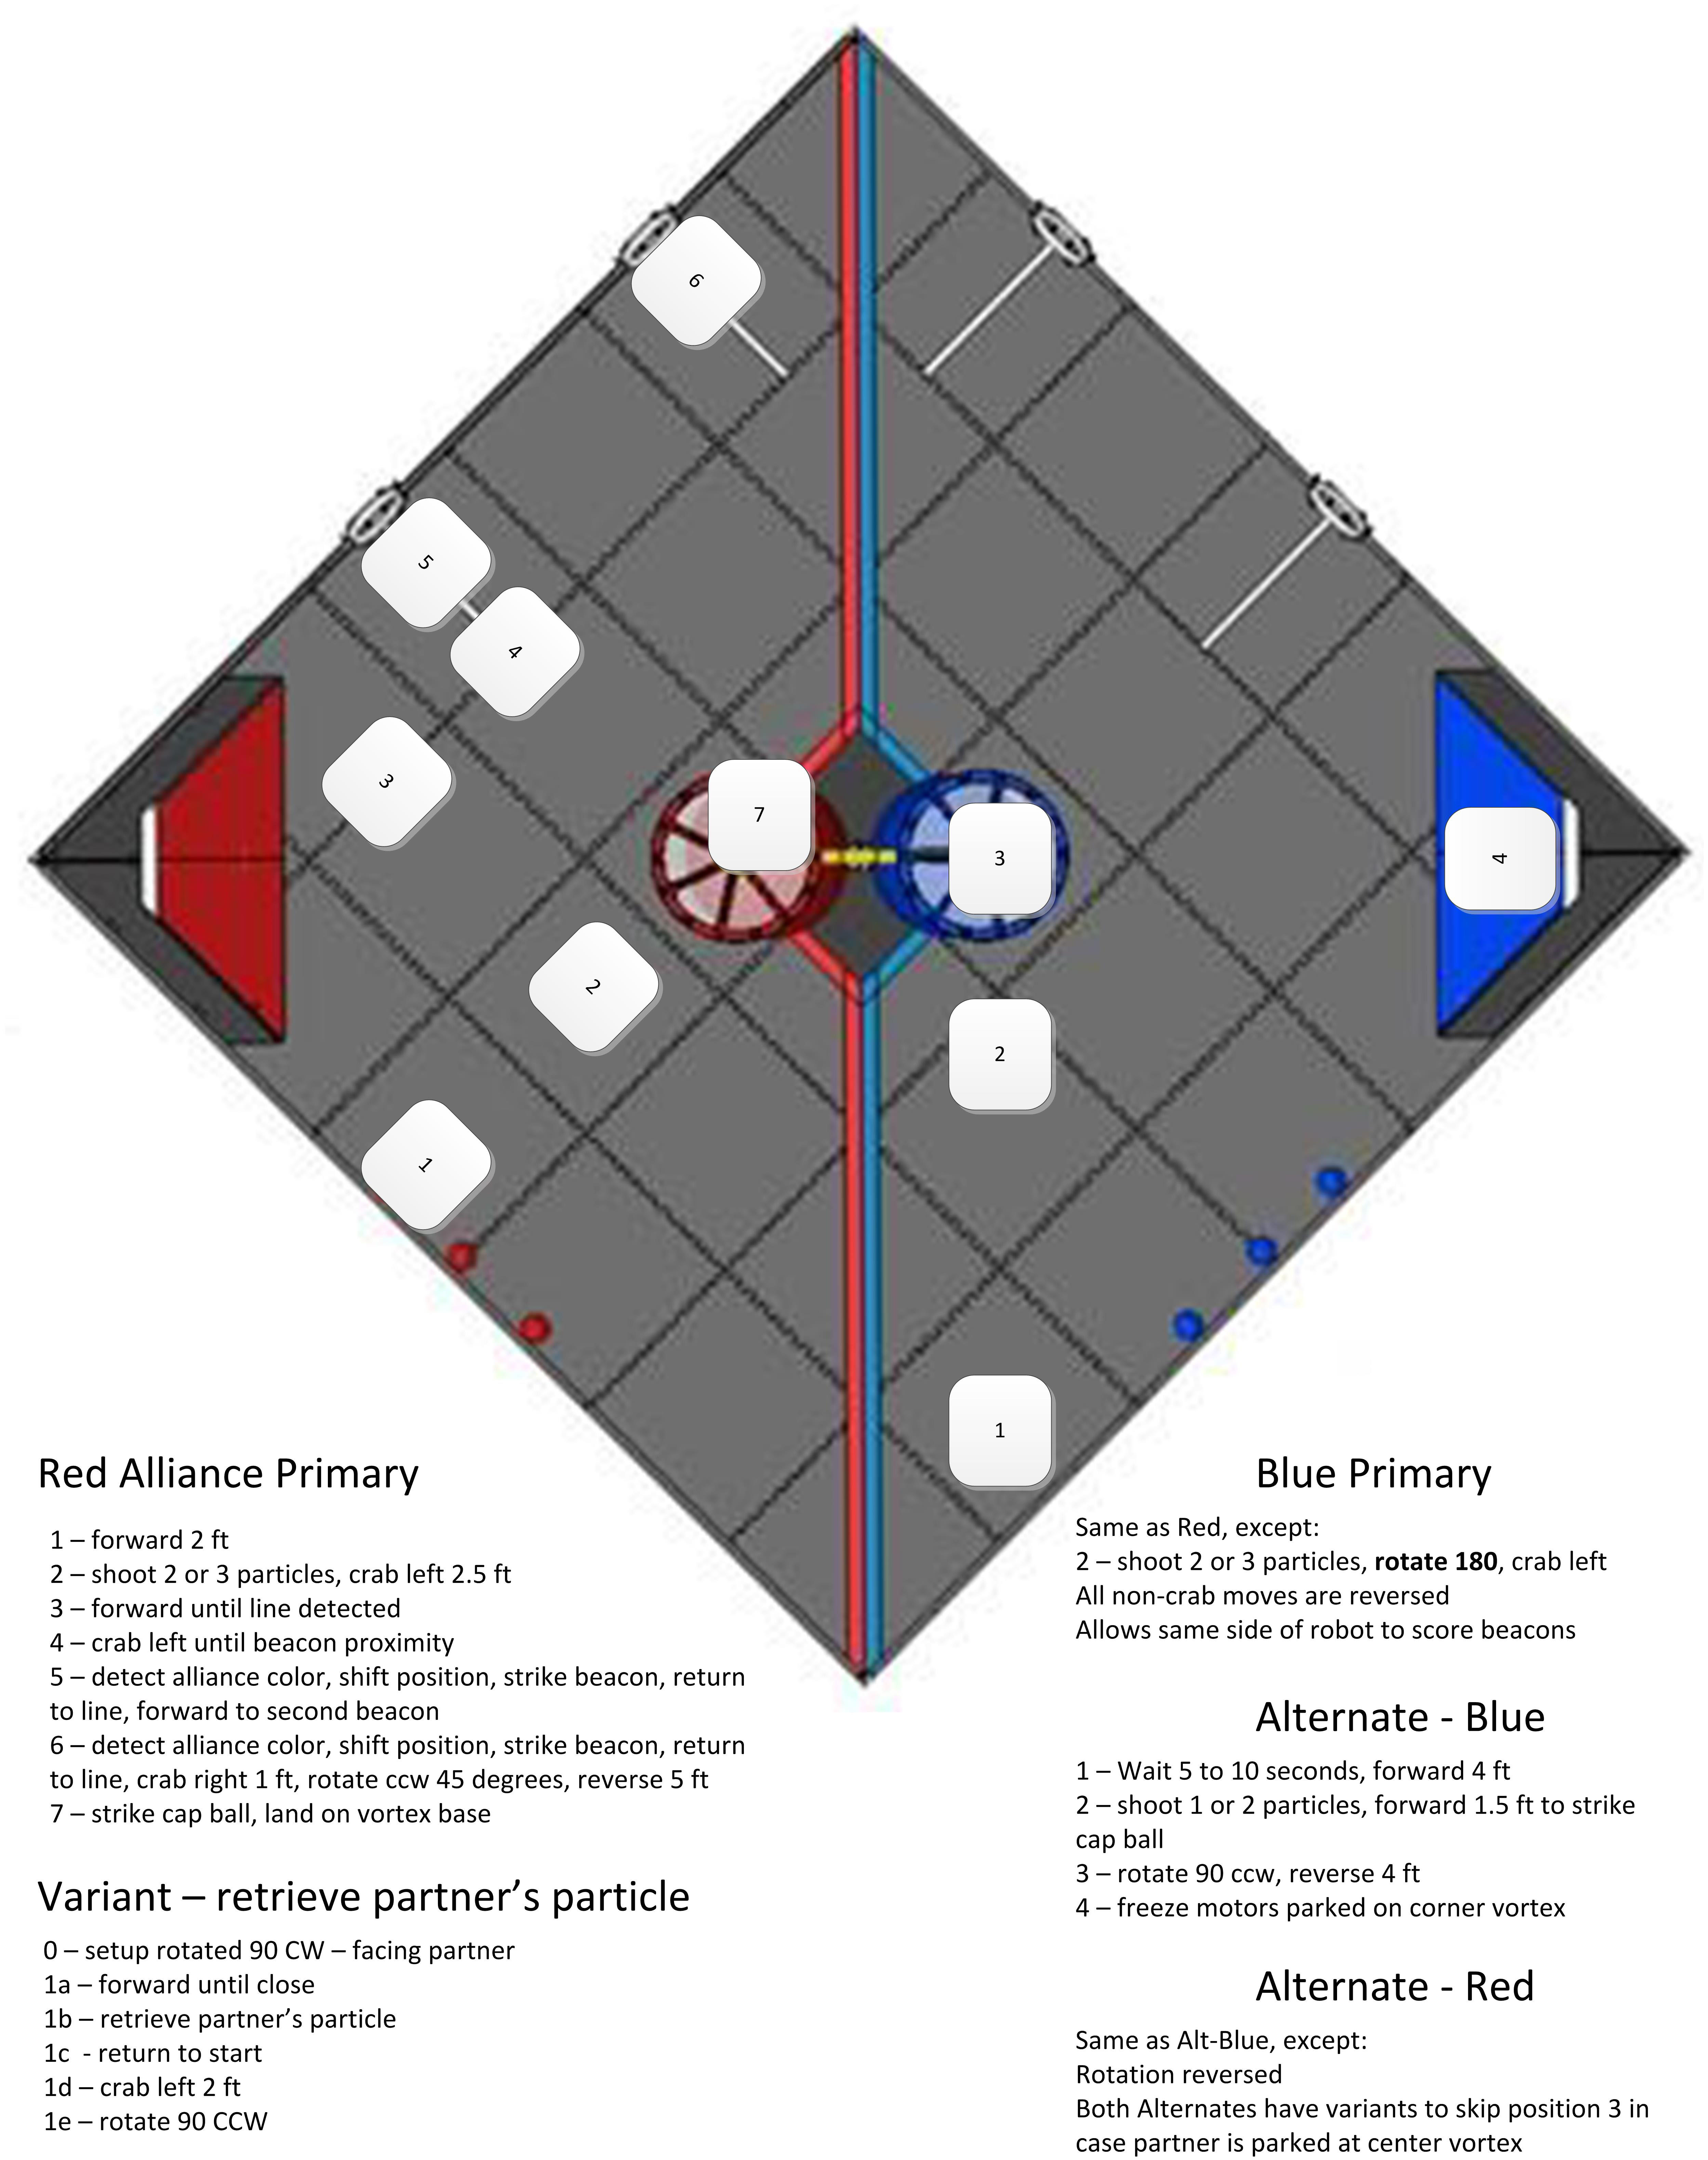 6
5
4
3
7
3
4
2
2
1
1
Red Alliance Primary
1 – forward 2 ft
2 – shoot 2 or 3 particles, crab left 2.5 ft
3 – forward until line detected
4 – crab left until beacon proximity
5 – detect alliance color, shift position, strike beacon, return
to line, forward to second beacon
6 – detect alliance color, shift position, strike beacon, return
to line, crab right 1 ft, rotate ccw 45 degrees, reverse 5 ft
7 – strike cap ball, land on vortex base
Variant – retrieve partner’s particle
0 – setup rotated 90 CW – facing partner
1a – forward until close
1b – retrieve partner’s particle
1c  - return to start
1d – crab left 2 ft
1e – rotate 90 CCW
Blue Primary
Same as Red, except:
2 – shoot 2 or 3 particles, rotate 180, crab left
All non-crab moves are reversed
Allows same side of robot to score beacons
Alternate - Blue
1 – Wait 5 to 10 seconds, forward 4 ft
2 – shoot 1 or 2 particles, forward 1.5 ft to strike
cap ball
3 – rotate 90 ccw, reverse 4 ft
4 – freeze motors parked on corner vortex
Alternate - Red
Same as Alt-Blue, except:
Rotation reversed
Both Alternates have variants to skip position 3 in
case partner is parked at center vortex